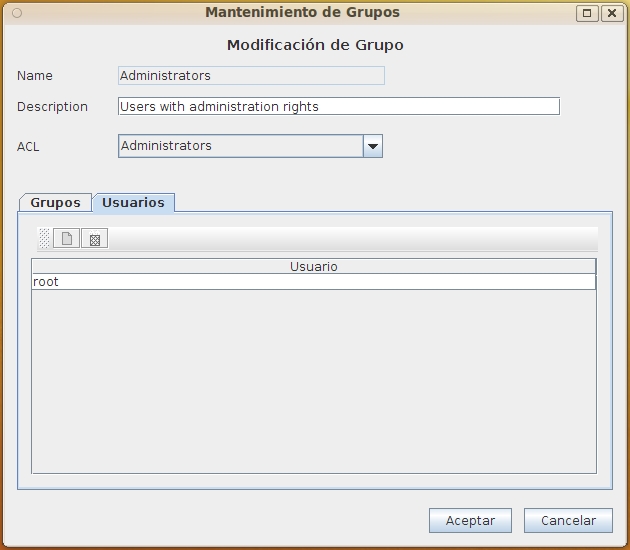 Mantenimiento de Grupos
Modificación de Grupo
Name Administrators
Description Users with administration rights
ACL Administrators
Grupos Usuarios
Usuario
root
Aceptar Cancelar